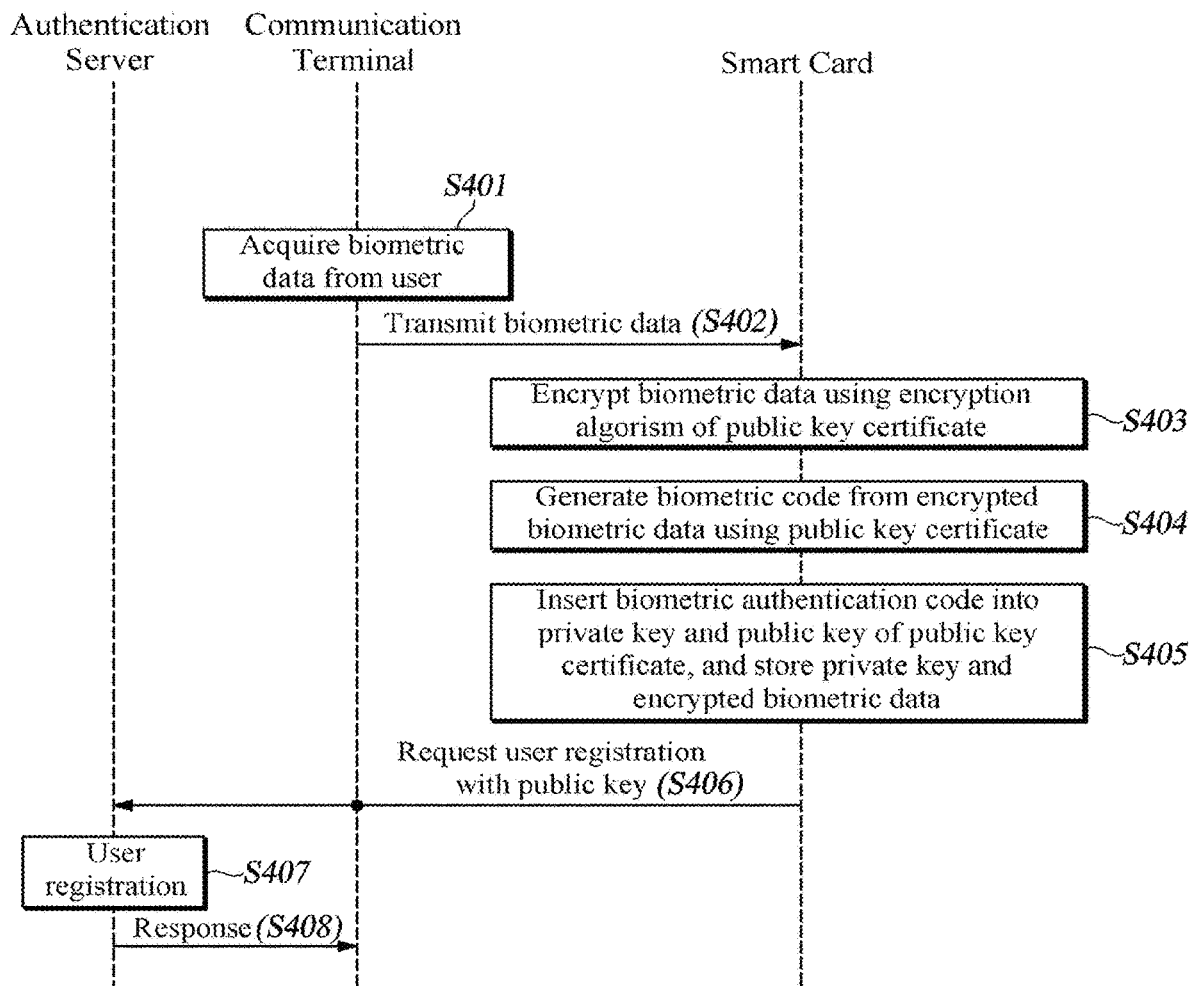 Authentication
Server
Communication
Terminal
Smart Card
S401
Acquire biometric
data from user
Transmit biometric data (S402)
Encrypt biometric data using encryption
algorism of public key certificate
S403
Generate biometric code from encrypted
biometric data using public key certificate
S404
Insert biometric authentication code into
private key and public key of public key
certificate, and store private key and
encrypted biometric data
S405
Request user registration
with public key (S406)
User
registration
S407
Response (S408)